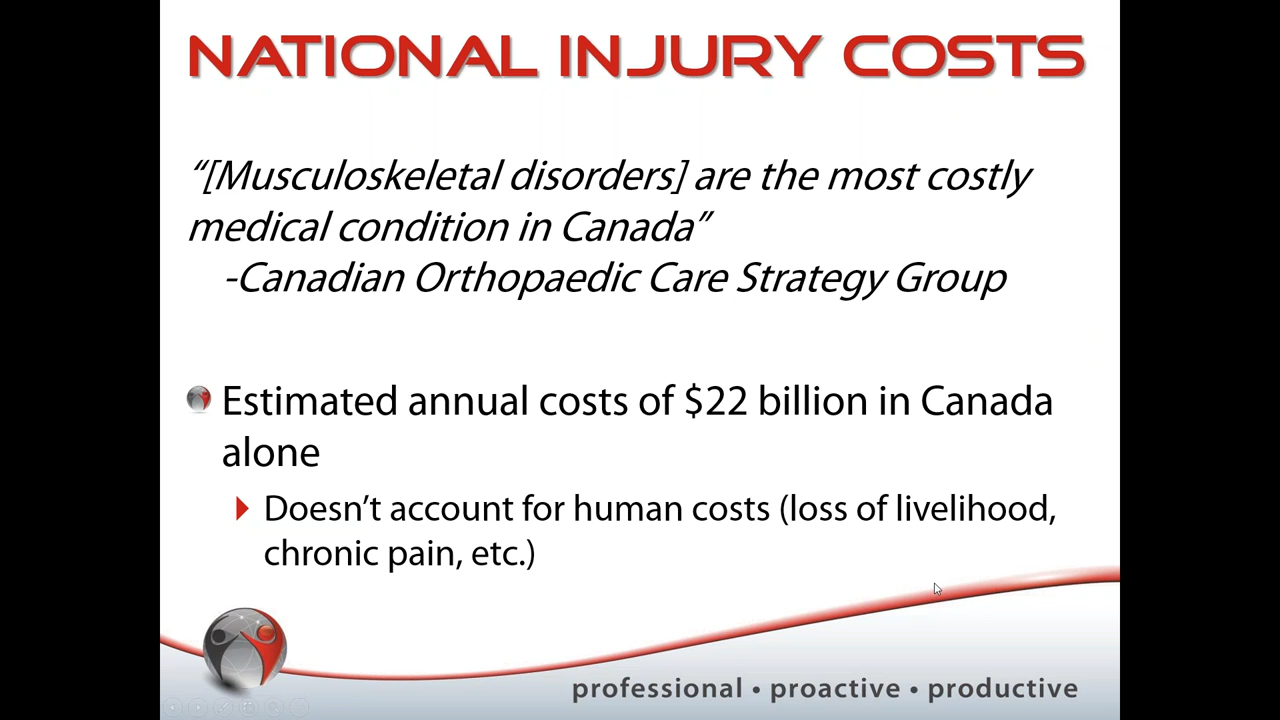 NATIONAL INJURY COSTS
“[Musculoskeletal disorders] are the most costly
medical condition in Canada”
-Canadian Orthopaedic Care Strategy Group
Estimated annual costs of $22 billion in Canada
alone
Doesn’t account for human costs (loss of livelihood,
chronic pain, etc.)
professional • proactive • productive